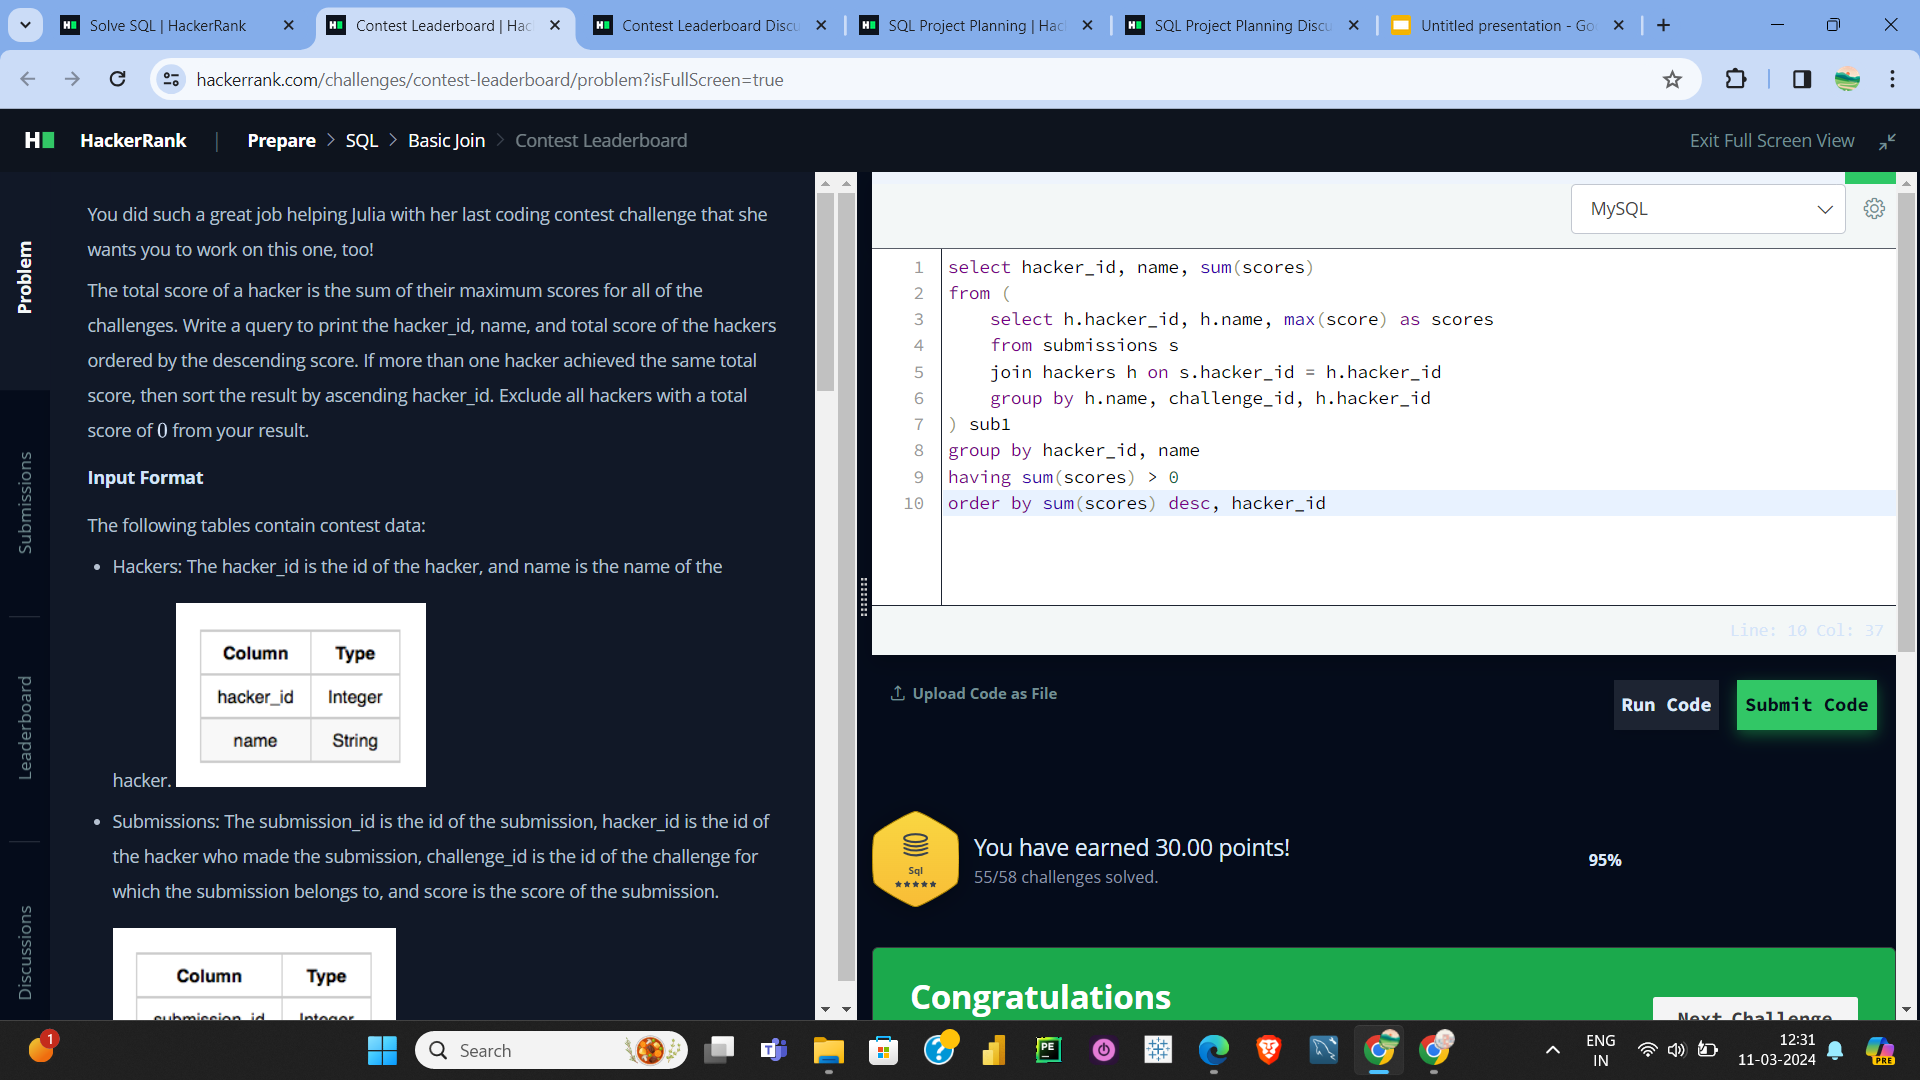 Solve SQL | HackerRank
Contest Leaderboard | Hac
Contest Leaderboard Discu
SQL Project Planning | Hac
SQL Project Planning Discu
Untitled presentation - Go
hackerrank.com/challenges/contest-leaderboard/problem?isFullScreen=true
H
HackerRank | Prepare > SQL > Basic Join > Contest Leaderboard
Exit Full Screen View
Problem
Submissions
Leaderboard
Discussions
You did such a great job helping Julia with her last coding contest challenge that she
wants you to work on this one, too!
The total score of a hacker is the sum of their maximum scores for all of the
challenges. Write a query to print the hacker_id, name, and total score of the hackers
ordered by the descending score. If more than one hacker achieved the same total
score, then sort the result by ascending hacker_id. Exclude all hackers with a total
score of 0 from your result.
Input Format
The following tables contain contest data:
• Hackers: The hacker_id is the id of the hacker, and name is the name of the
Column Type
hacker_id Integer
name String
hacker.
• Submissions: The submission_id is the id of the submission, hacker_id is the id of
the hacker who made the submission, challenge_id is the id of the challenge for
which the submission belongs to, and score is the score of the submission.
Column Type
submission_id Integer
MySQL
1 select hacker_id, name, sum(scores)
2 from (
3 select h.hacker_id, h.name, max(score) as scores
4 from submissions s
5 join hackers h on s.hacker_id = h.hacker_id
6 group by h.name, challenge_id, h.hacker_id
7 ) sub1
8 group by hacker_id, name
9 having sum(scores) > 0
10 order by sum(scores) desc, hacker_id
Line: 10 Col: 37
Upload Code as File
Run Code
Submit Code
Sql
You have earned 30.00 points!
55/58 challenges solved.
95%
Congratulations
Next Challenge
1
Search
PE
ENG
IN
12:31
11-03-2024
PRE